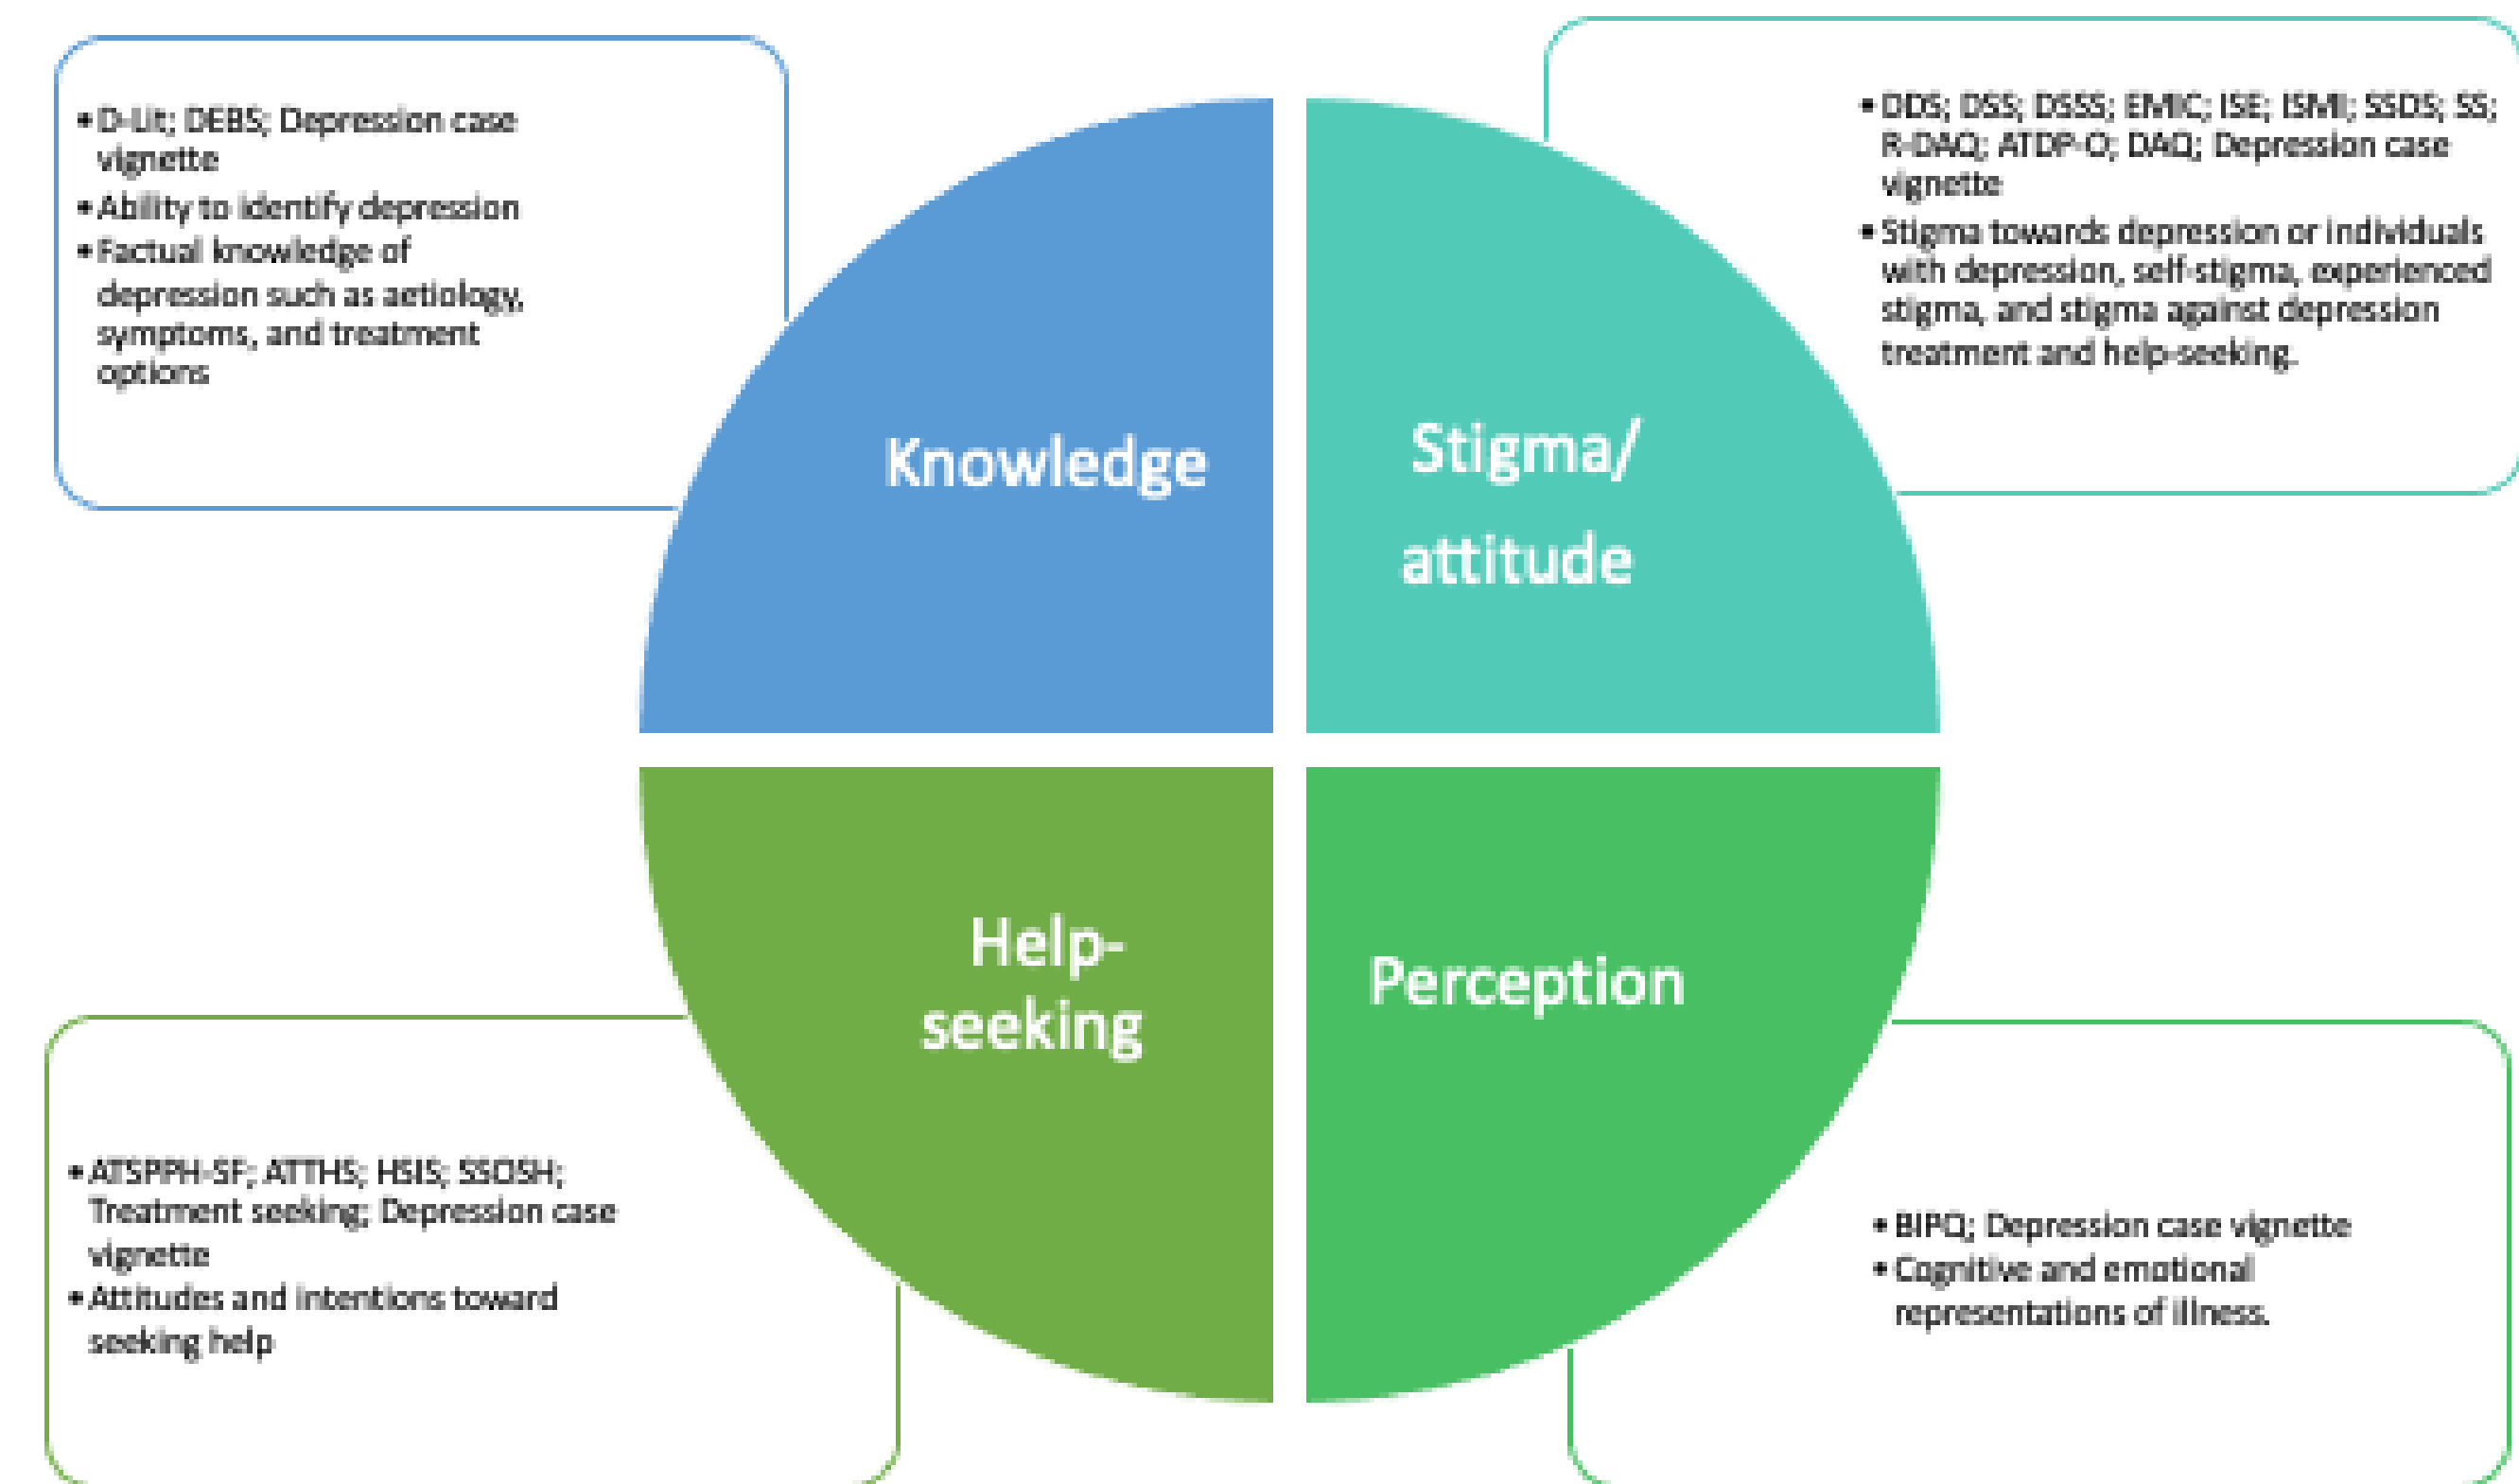 • D-Lit; DEBS; Depression case
vignette
• Ability to identify depression
• Factual knowledge of
depression such as aetiology,
symptoms, and treatment
options
• DDS; DSS; DSSS; EMIC; ISE; ISMI; SSDS; SS;
R-DAQ; ATDP-O; DAQ; Depression case
vignette
• Stigma towards depression or individuals
with depression, self-stigma, experienced
stigma, and stigma against depression
treatment and help-seeking.
Knowledge
Stigma/
attitude
Help-
seeking
Perception
• ATSPPH-SF; ATTHS; HSIS; SSOSH;
Treatment seeking; Depression case
vignette
• Attitudes and intentions toward
seeking help
• BIPQ; Depression case vignette
• Cognitive and emotional
representations of illness.